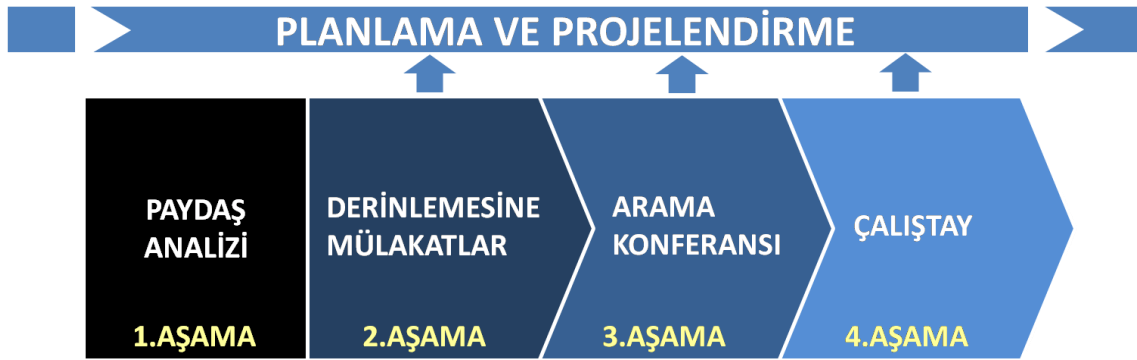 PLANLAMA VE PROJELENDİRME
PAYDAŞ
ANALİZİ
1.AŞAMA
DERİNLEMESİNE
MÜLAKATLAR
2.AŞAMA
ARAMA
KONFERANSI
3.AŞAMA
ÇALIŞTAY
4.AŞAMA